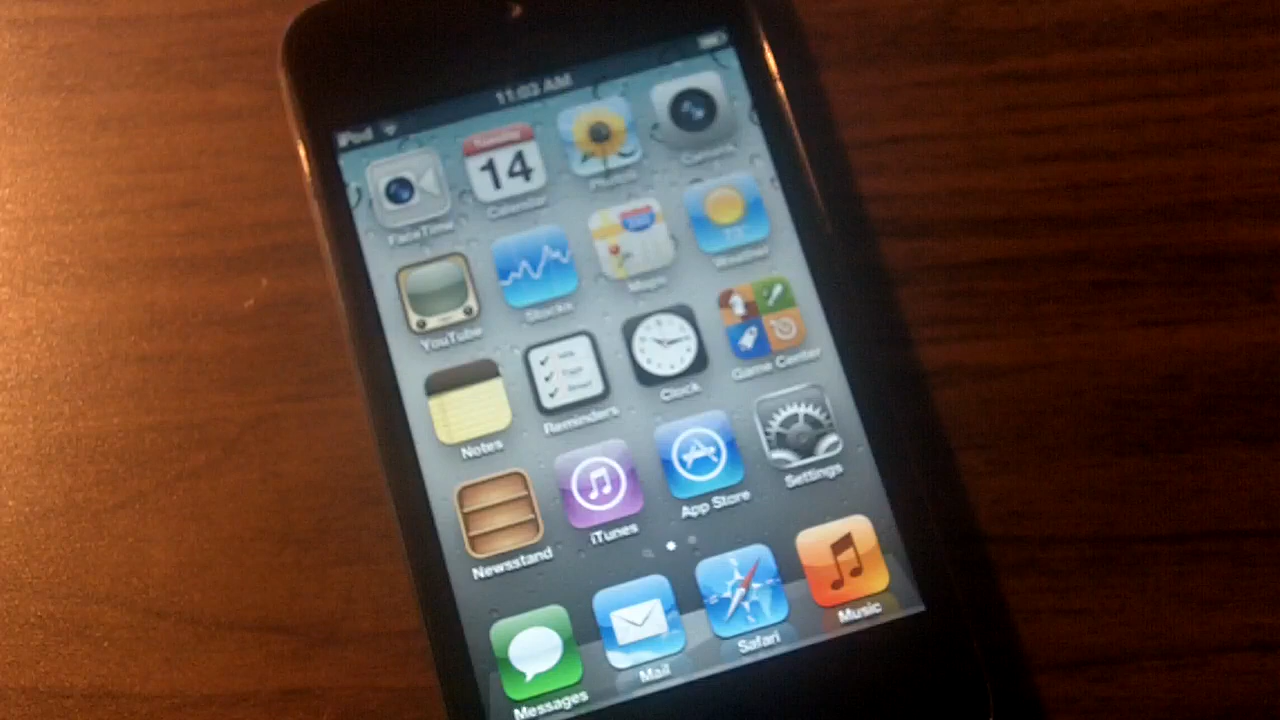 iPod 11:03 AM
Tuesday
14
FaceTime Calendar Photos Camera
YouTube Stocks Maps Weather
Notes Reminders Clock Game Center
Newsstand iTunes App Store Settings
Messages Mail Safari Music